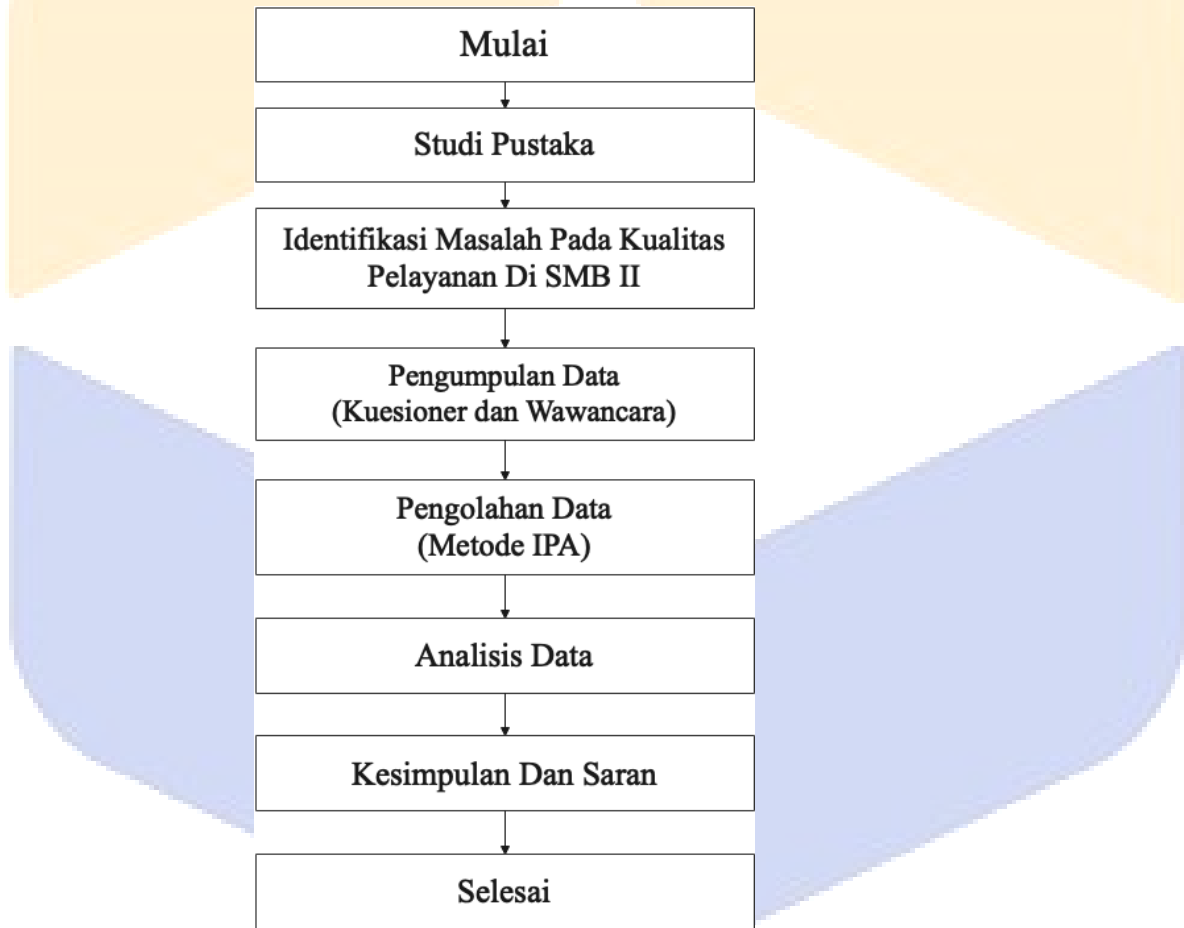 Mulai
Studi Pustaka
Identifikasi Masalah Pada Kualitas
Pelayanan Di SMB II
Pengumpulan Data
(Kuesioner dan Wawancara)
Pengolahan Data
(Metode IPA)
Analisis Data
Kesimpulan Dan Saran
Selesai